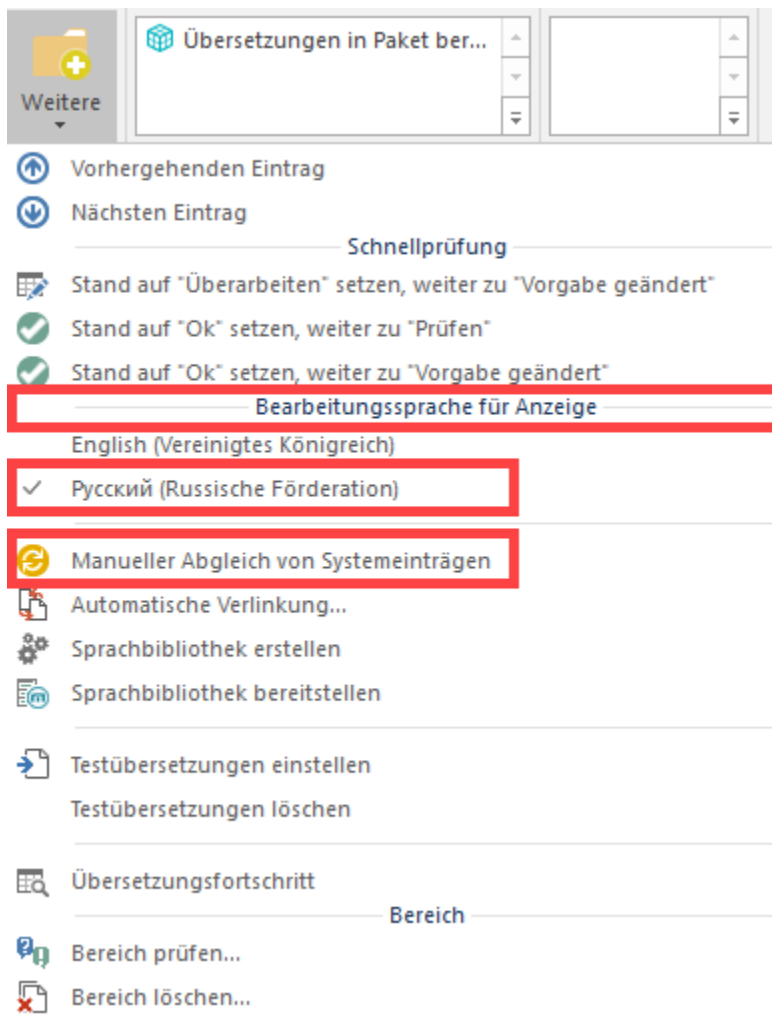 Übersetzungen in Paket ber...
Weitere
Vorhergehenden Eintrag
Nächsten Eintrag
Schnellprüfung
Stand auf "Überarbeiten" setzen, weiter zu "Vorgabe geändert"
Stand auf "Ok" setzen, weiter zu "Prüfen"
Stand auf "Ok" setzen, weiter zu "Vorgabe geändert"
Bearbeitungssprache für Anzeige
English (Vereinigtes Königreich)
Русский (Russische Förderation)
Manueller Abgleich von Systemeinträgen
Automatische Verlinkung...
Sprachbibliothek erstellen
Sprachbibliothek bereitstellen
Testübersetzungen einstellen
Testübersetzungen löschen
Übersetzungsfortschritt
Bereich
Bereich prüfen...
Bereich löschen...